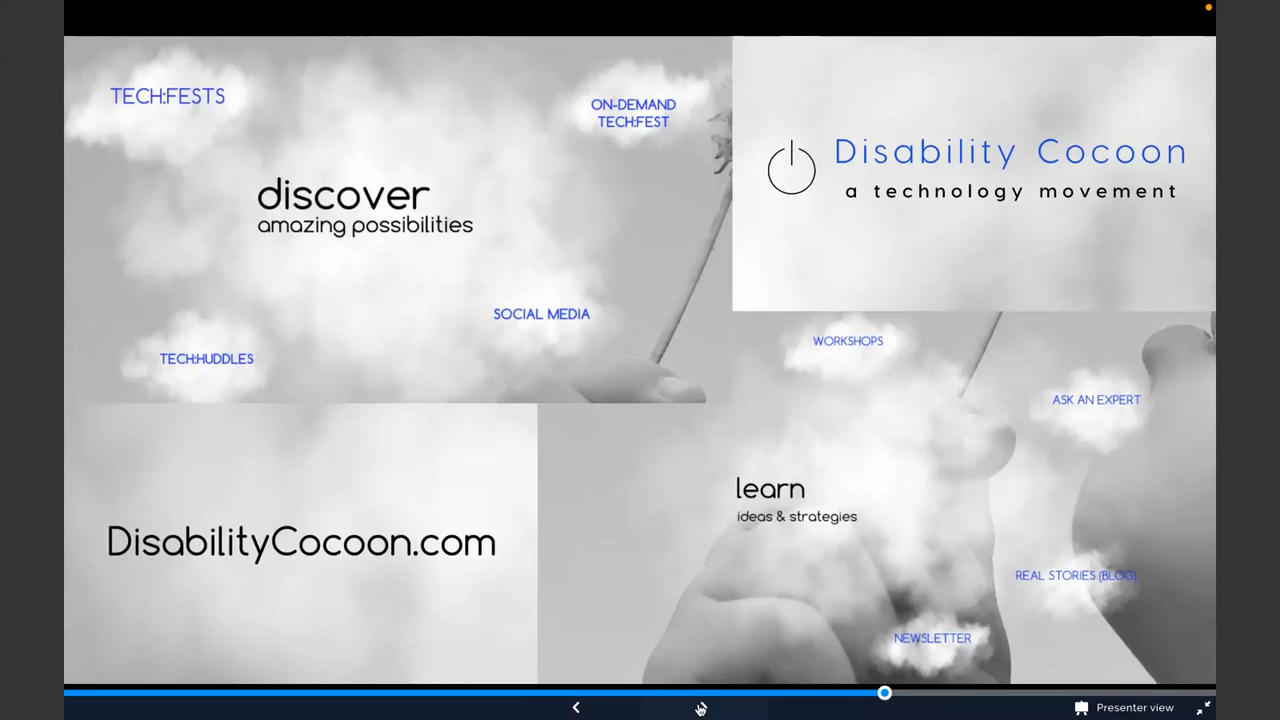 TECH:FESTS
ON-DEMAND
TECH:FEST
discover
amazing possibilities
SOCIAL MEDIA
TECH:HUDDLES
Disability Cocoon
a technology movement
DisabilityCocoon.com
WORKSHOPS
ASK AN EXPERT
learn
ideas & strategies
REAL STORIES (BLOG)
NEWSLETTER
Presenter view